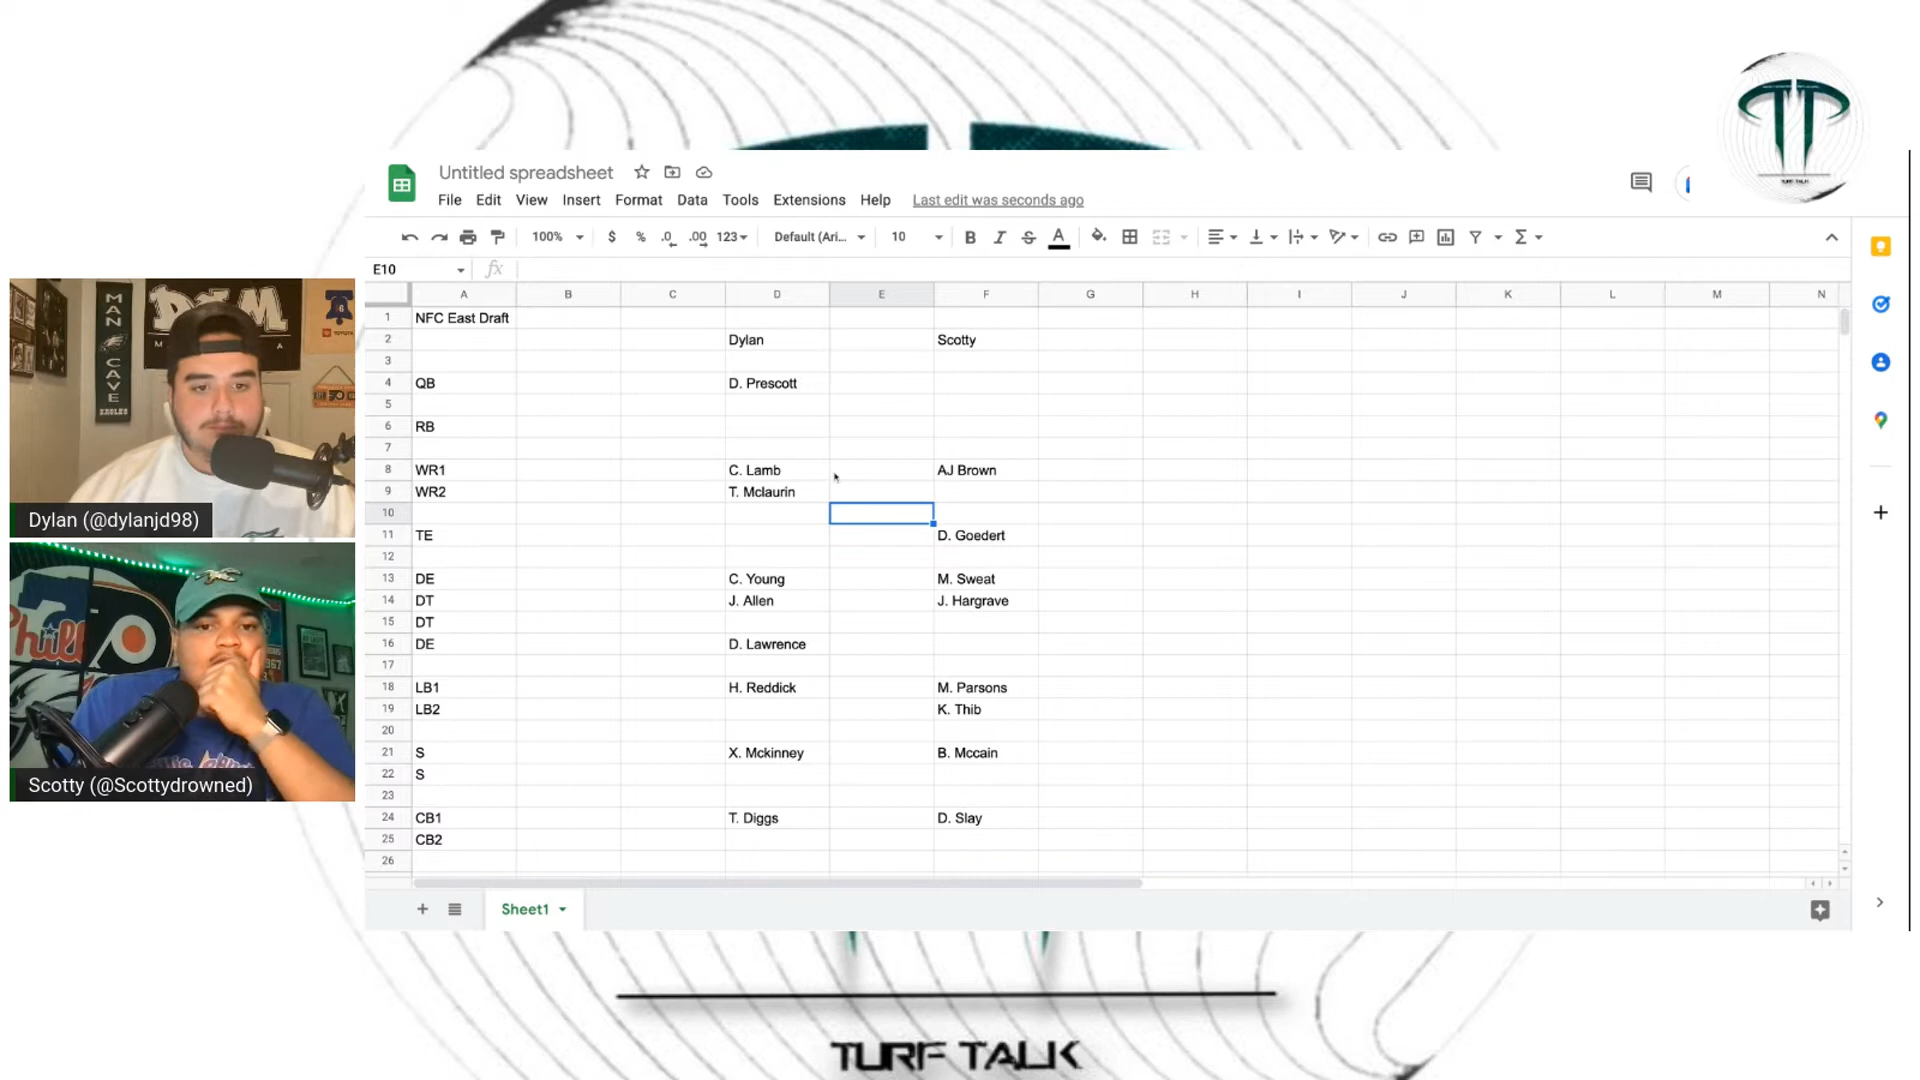 Untitled spreadsheet
File Edit View Insert Format Data Tools Extensions Help Last edit was seconds ago
100% $ % .0 .00 123 Default (Ari... 10 B I S A
E10 fx
A B C D E F G H I J K L M N
1 NFC East Draft
2 Dylan Scotty
3
4 QB D. Prescott
5
6 RB
7
8 WR1 C. Lamb AJ Brown
9 WR2 T. Mclaurin
10
11 TE D. Goedert
12
13 DE C. Young M. Sweat
14 DT J. Allen J. Hargrave
15 DT
16 DE D. Lawrence
17
18 LB1 H. Reddick M. Parsons
19 LB2 K. Thib
20
21 S X. Mckinney B. Mccain
22 S
23
24 CB1 T. Diggs D. Slay
25 CB2
26
Sheet1
MAN
CAVE
EAGLES
Dylan (@dylanjd98)
Scotty (@Scottydrowned)
TT
TURF TALK
TURF TALK